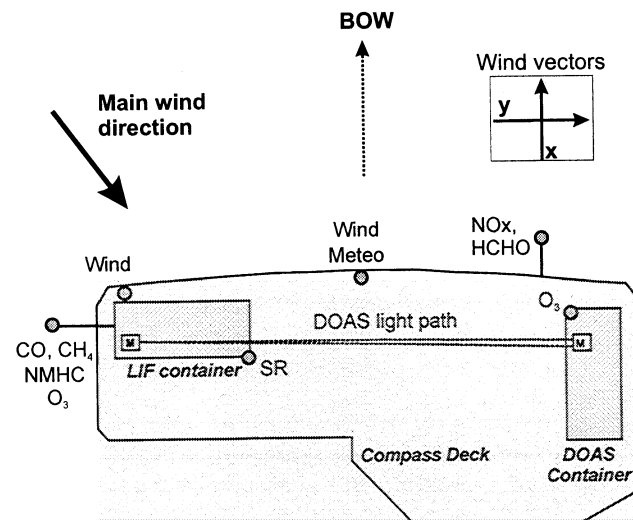 BOW
Wind vectors
y
x
Main wind
direction
NOx,
HCHO
Wind
Meteo
Wind
O₃
DOAS light path
M
M
CO, CH₄
NMHC
O₃
LIF container
SR
Compass Deck
DOAS
Container